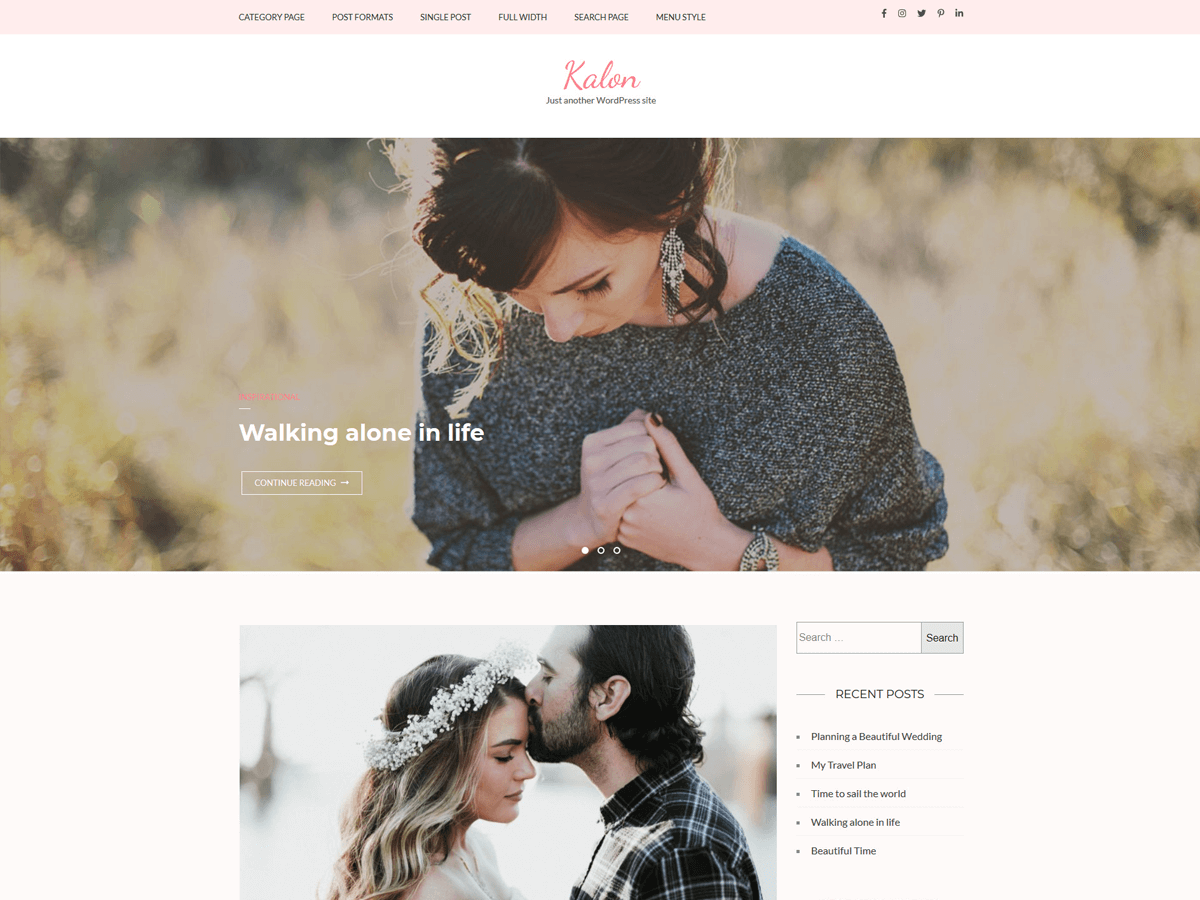 CATEGORY PAGE POST FORMATS SINGLE POST FULL WIDTH SEARCH PAGE MENU STYLE
Kalon
Just another WordPress site
INSPIRATIONAL
Walking alone in life
CONTINUE READING →
Search …
Search
RECENT POSTS
Planning a Beautiful Wedding
My Travel Plan
Time to sail the world
Walking alone in life
Beautiful Time